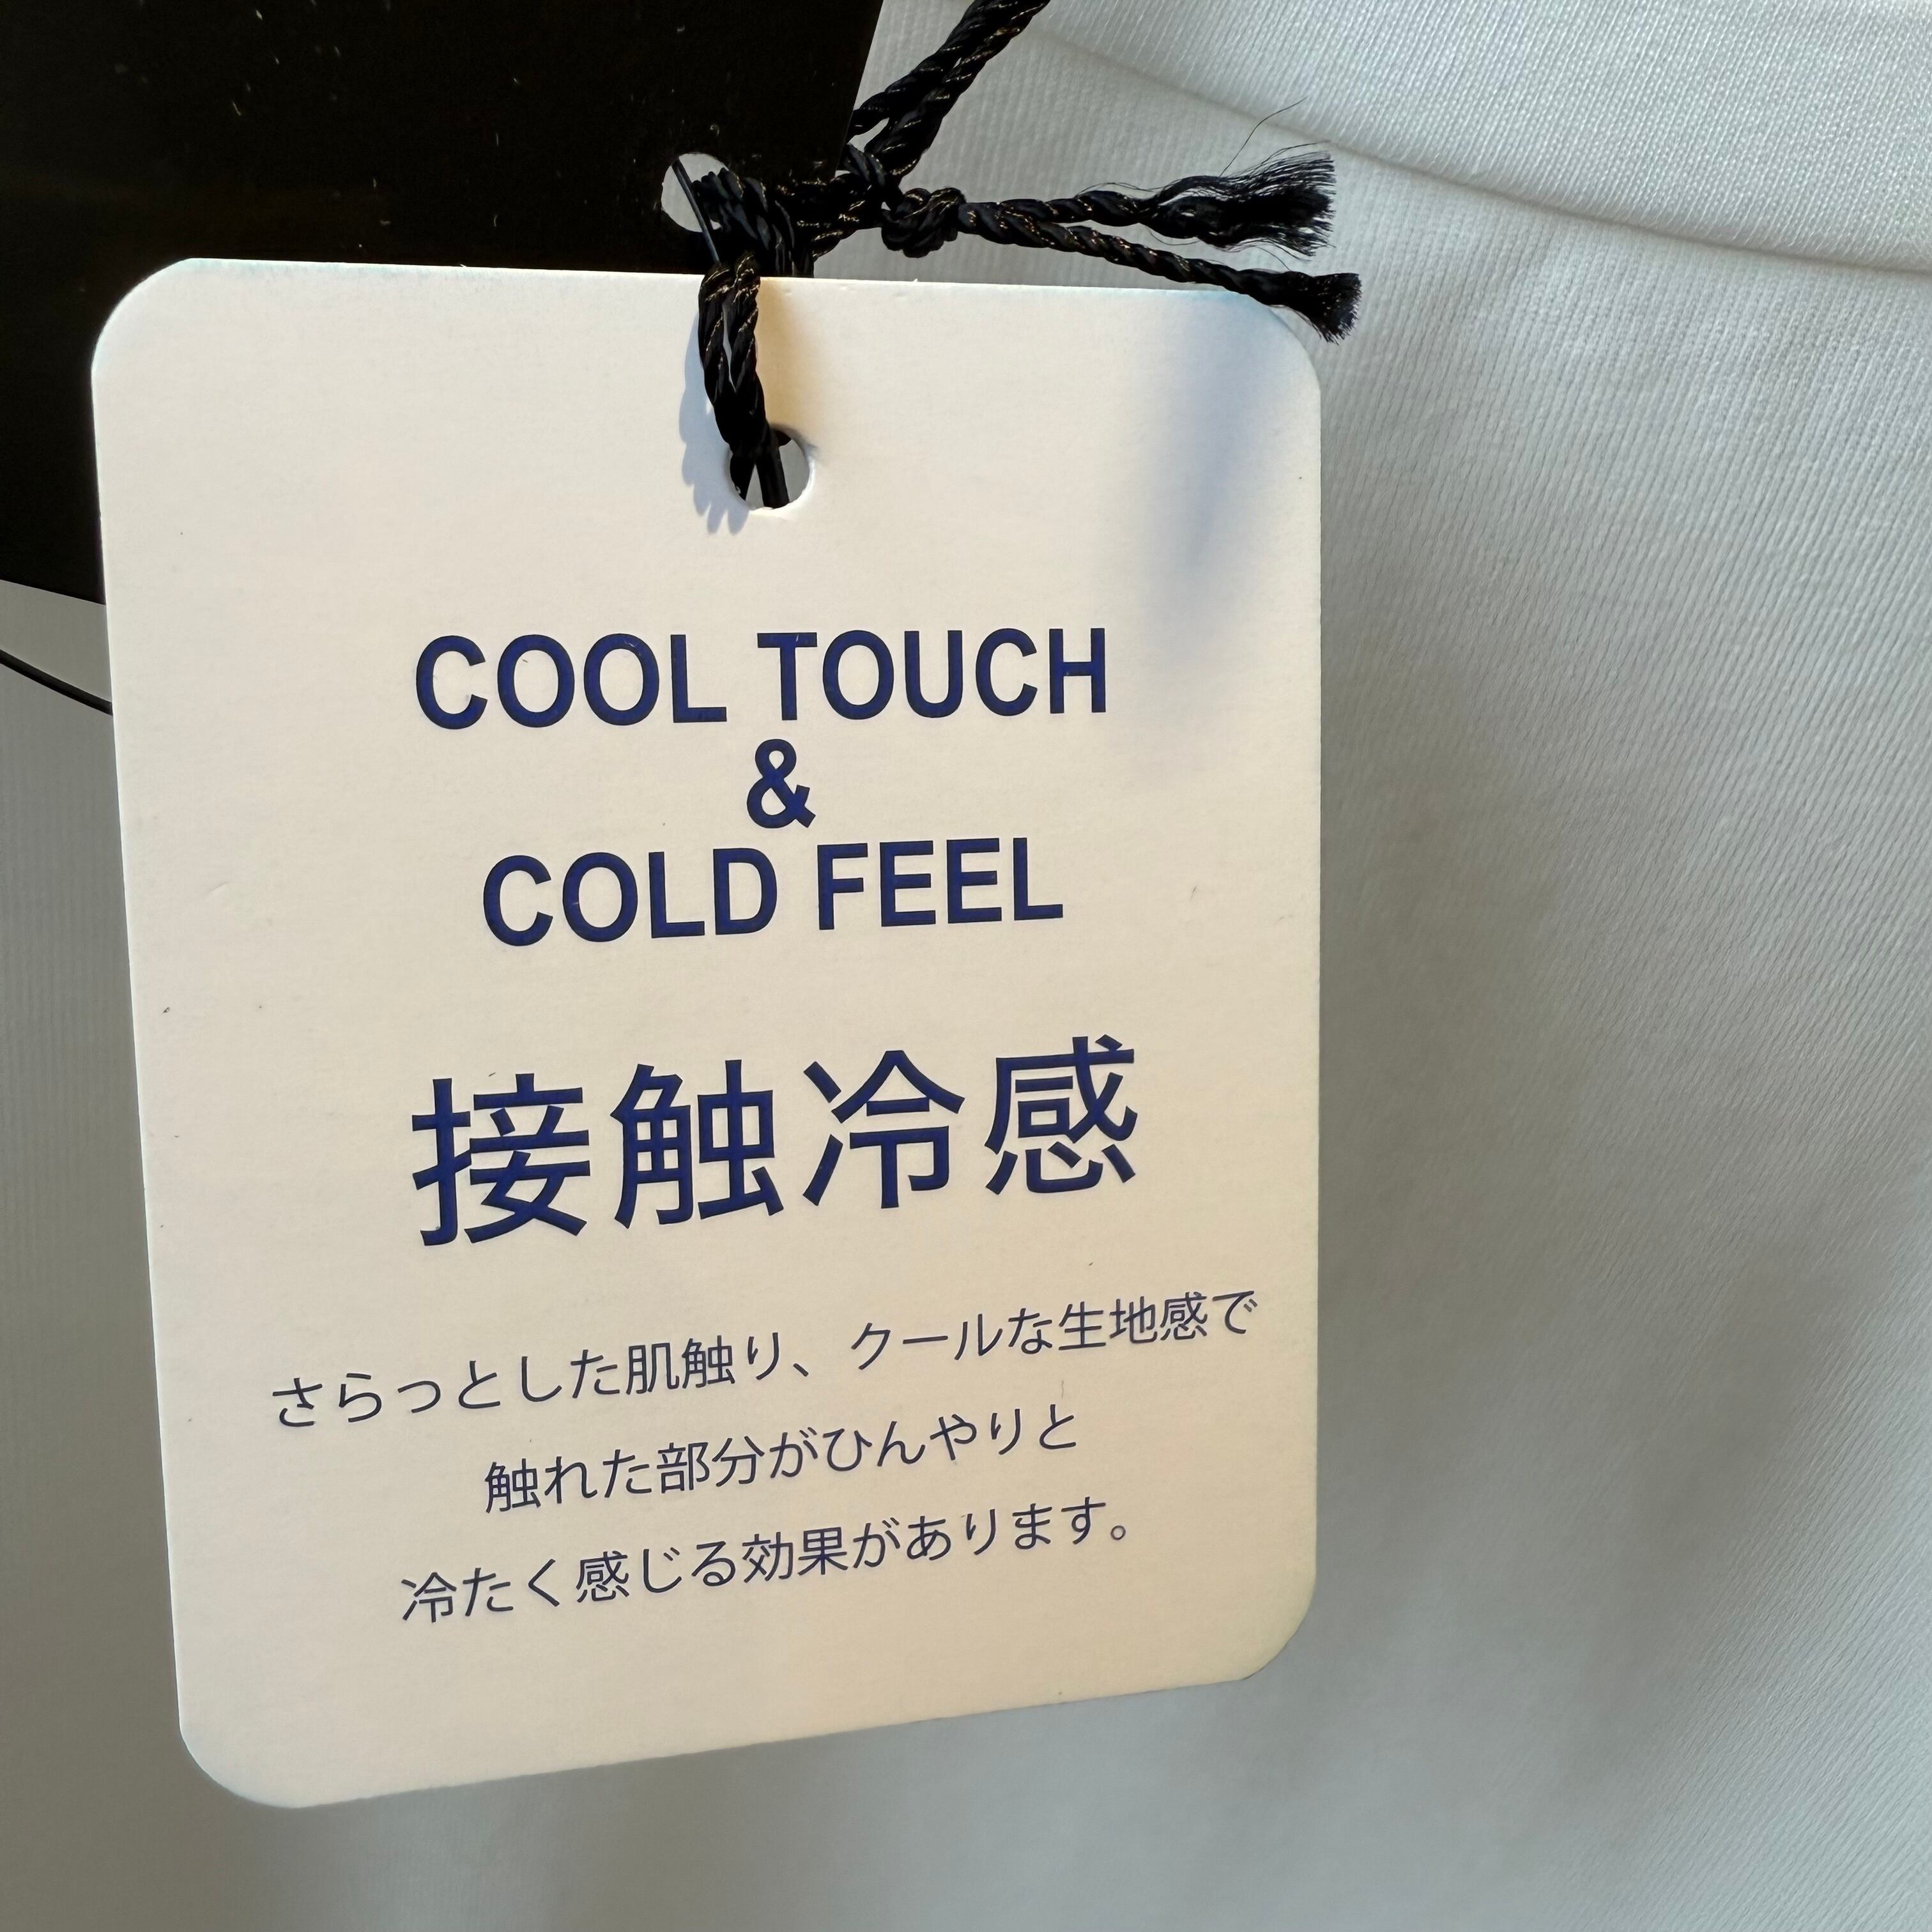 COOL TOUCH
&
COLD FEEL
接触冷感
さらっとした肌触り、クールな生地感で
触れた部分がひんやりと
冷たく感じる効果があります。